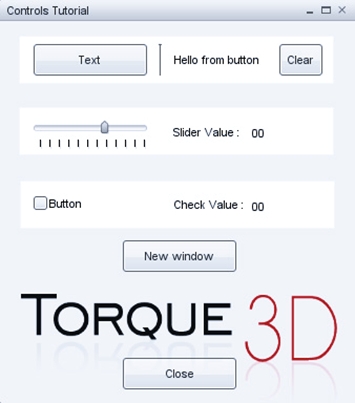 Controls Tutorial
Text Hello from button Clear
Slider Value : 00
Button Check Value : 00
New window
TORQUE 3D
Close